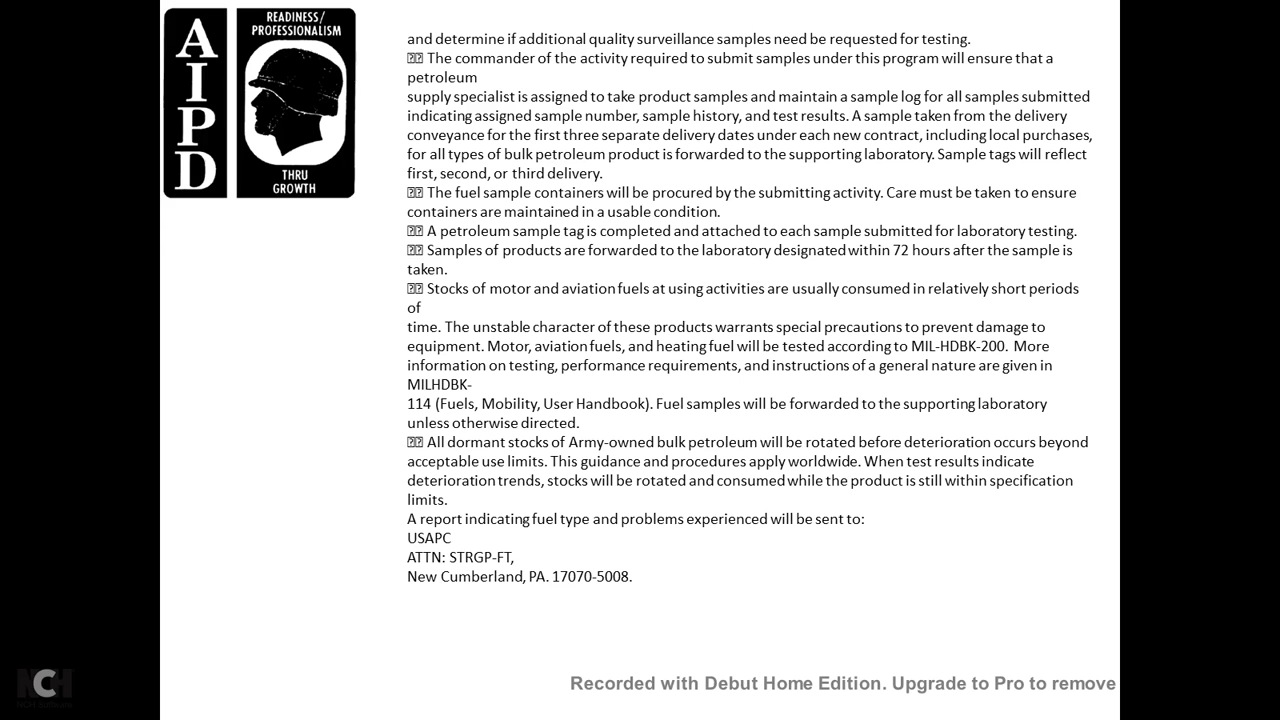 A
I
P
D
READINESS/
PROFESSIONALISM
THRU
GROWTH
and determine if additional quality surveillance samples need be requested for testing.
⍰⍰ The commander of the activity required to submit samples under this program will ensure that a
petroleum
supply specialist is assigned to take product samples and maintain a sample log for all samples submitted
indicating assigned sample number, sample history, and test results. A sample taken from the delivery
conveyance for the first three separate delivery dates under each new contract, including local purchases,
for all types of bulk petroleum product is forwarded to the supporting laboratory. Sample tags will reflect
first, second, or third delivery.
⍰⍰ The fuel sample containers will be procured by the submitting activity. Care must be taken to ensure
containers are maintained in a usable condition.
⍰⍰ A petroleum sample tag is completed and attached to each sample submitted for laboratory testing.
⍰⍰ Samples of products are forwarded to the laboratory designated within 72 hours after the sample is
taken.
⍰⍰ Stocks of motor and aviation fuels at using activities are usually consumed in relatively short periods
of
time. The unstable character of these products warrants special precautions to prevent damage to
equipment. Motor, aviation fuels, and heating fuel will be tested according to MIL-HDBK-200. More
information on testing, performance requirements, and instructions of a general nature are given in
MILHDBK-
114 (Fuels, Mobility, User Handbook). Fuel samples will be forwarded to the supporting laboratory
unless otherwise directed.
⍰⍰ All dormant stocks of Army-owned bulk petroleum will be rotated before deterioration occurs beyond
acceptable use limits. This guidance and procedures apply worldwide. When test results indicate
deterioration trends, stocks will be rotated and consumed while the product is still within specification
limits.
A report indicating fuel type and problems experienced will be sent to:
USAPC
ATTN: STRGP-FT,
New Cumberland, PA. 17070-5008.
NCH
Recorded with Debut Home Edition. Upgrade to Pro to remove